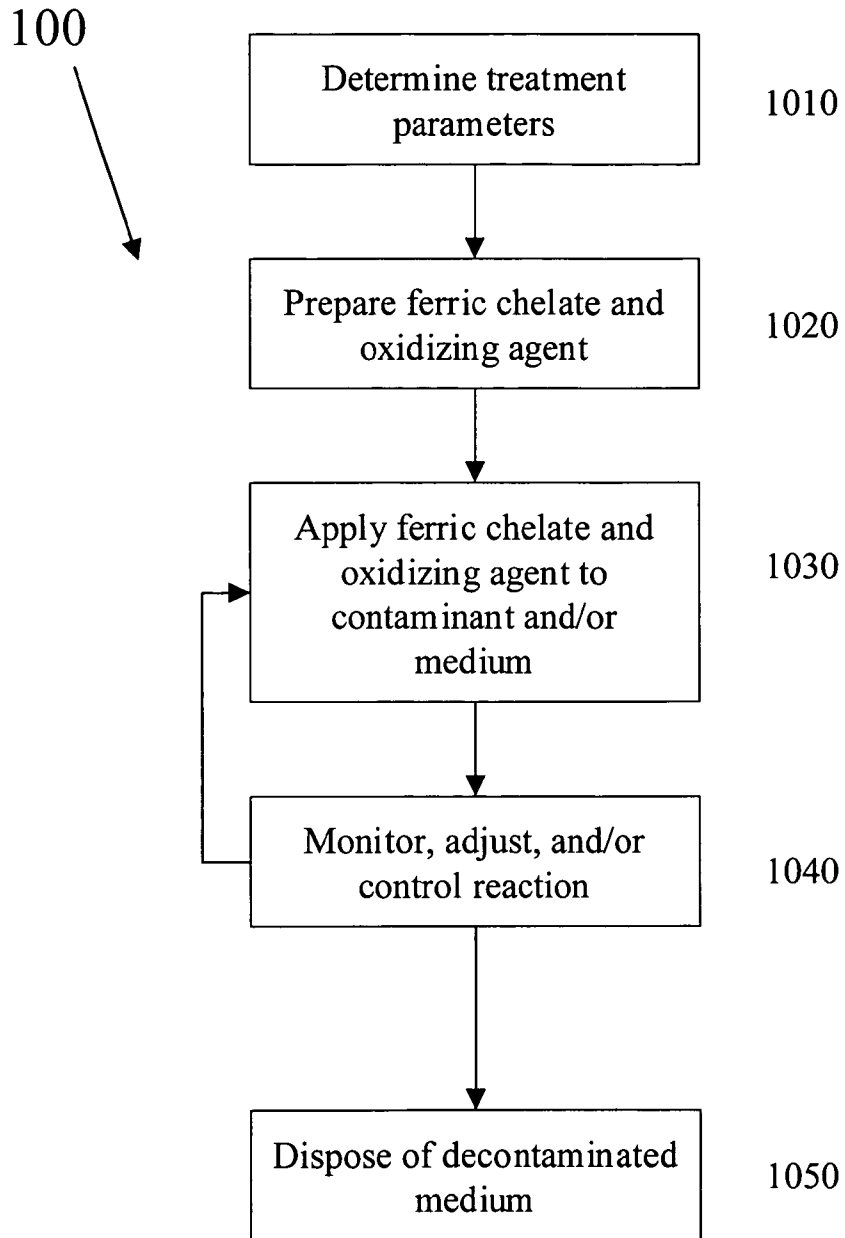 100
Determine treatment
parameters
1010
Prepare ferric chelate and
oxidizing agent
1020
Apply ferric chelate and
oxidizing agent to
contaminant and/or
medium
1030
Monitor, adjust, and/or
control reaction
1040
Dispose of decontaminated
medium
1050